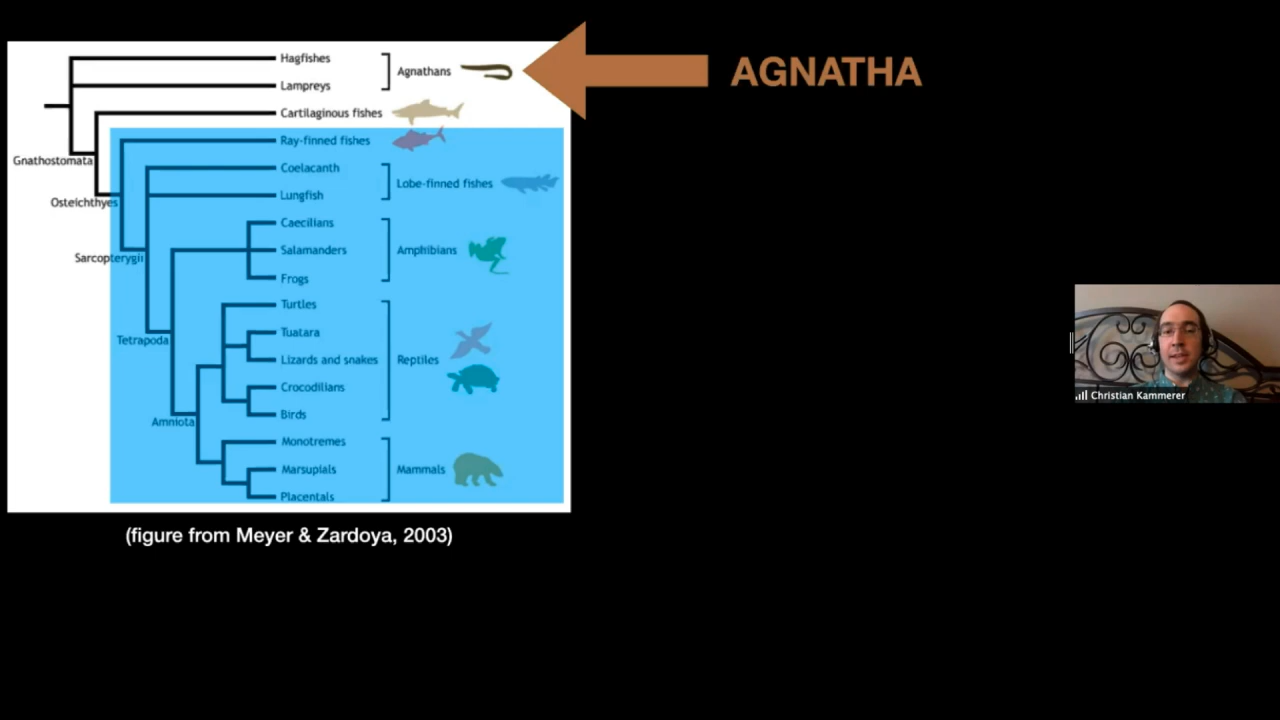 Hagfishes
Agnathans
AGNATHA
Lampreys
Cartilaginous fishes
Ray-finned fishes
Gnathostomata
Coelacanth
Lobe-finned fishes
Lungfish
Osteichthyes
Caecilians
Salamanders
Amphibians
Sarcopterygii
Frogs
Turtles
Tuatara
Tetrapoda
Lizards and snakes
Reptiles
Crocodilians
Birds
Amniota
Monotremes
Marsupials
Mammals
Placentals
(figure from Meyer & Zardoya, 2003)
Christian Kammerer